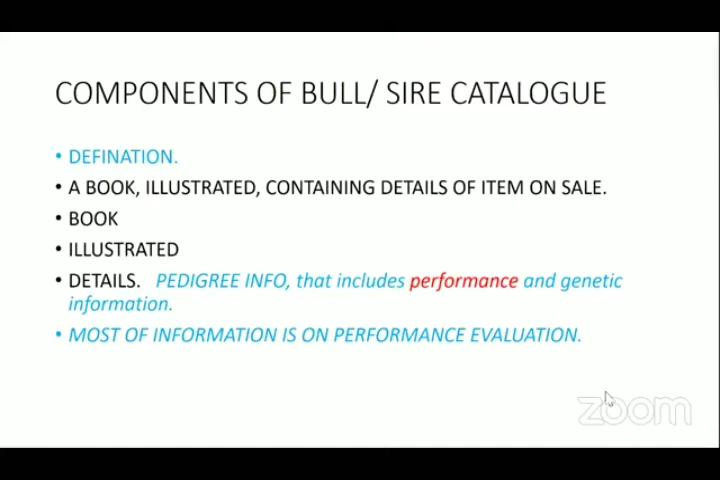 COMPONENTS OF BULL/ SIRE CATALOGUE
• DEFINATION.
• A BOOK, ILLUSTRATED, CONTAINING DETAILS OF ITEM ON SALE.
• BOOK
• ILLUSTRATED
• DETAILS. PEDIGREE INFO, that includes performance and genetic
information.
• MOST OF INFORMATION IS ON PERFORMANCE EVALUATION.
zoom